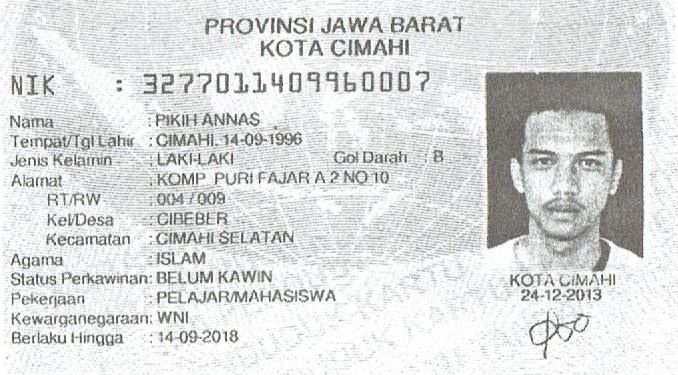 PROVINSI JAWA BARAT
KOTA CIMAHI
NIK : 3277011409960007
Nama : PIKIH ANNAS
Tempat/Tgl Lahir : CIMAHI, 14-09-1996
Jenis Kelamin : LAKI-LAKI Gol Darah : B
Alamat : KOMP PURI FAJAR A 2 NO 10
RT/RW : 004 / 009
Kel/Desa : CIBEBER
Kecamatan : CIMAHI SELATAN
Agama : ISLAM
Status Perkawinan: BELUM KAWIN
Pekerjaan : PELAJAR/MAHASISWA
Kewarganegaraan: WNI
Berlaku Hingga : 14-09-2018
KOTA CIMAHI
24-12-2013